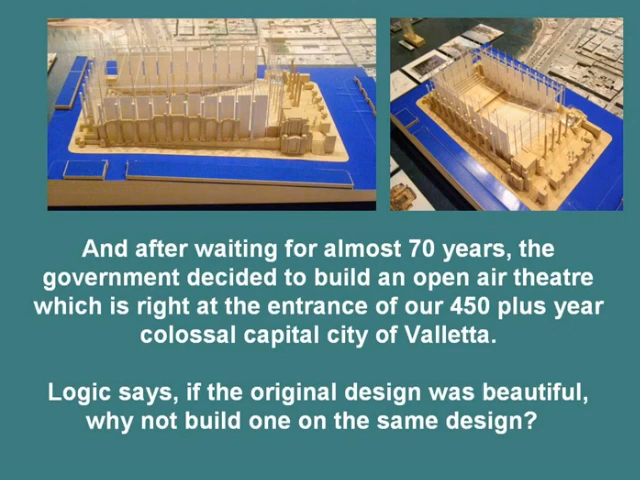 And after waiting for almost 70 years, the
government decided to build an open air theatre
which is right at the entrance of our 450 plus year
colossal capital city of Valletta.
Logic says, if the original design was beautiful,
why not build one on the same design?